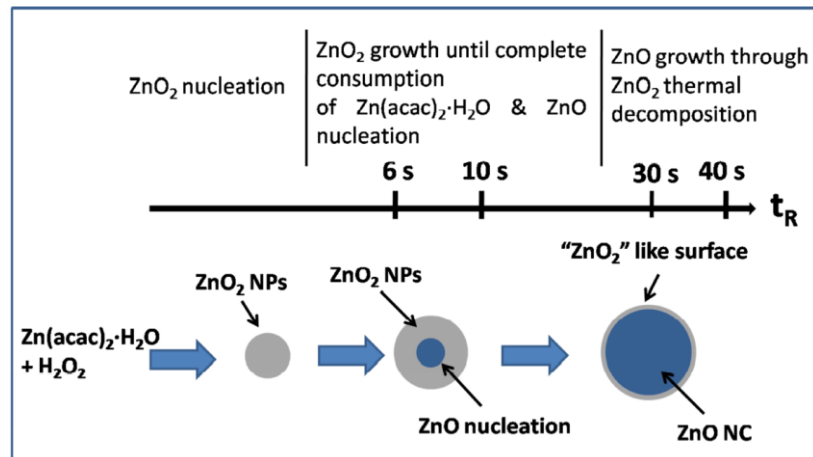 ZnO₂ nucleation
ZnO₂ growth until complete
consumption
of Zn(acac)₂·H₂O & ZnO
nucleation
ZnO growth through
ZnO₂ thermal
decomposition
6 s
10 s
30 s
40 s
t_R
"ZnO₂" like surface
ZnO₂ NPs
ZnO₂ NPs
Zn(acac)₂·H₂O
+ H₂O₂
ZnO nucleation
ZnO NC